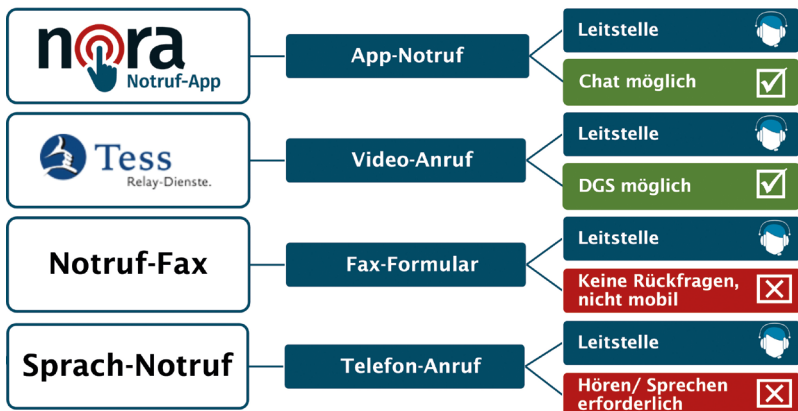 nora
Notruf-App
App-Notruf
Leitstelle
Chat möglich
Tess
Relay-Dienste.
Video-Anruf
Leitstelle
DGS möglich
Notruf-Fax
Fax-Formular
Leitstelle
Keine Rückfragen,
nicht mobil
Sprach-Notruf
Telefon-Anruf
Leitstelle
Hören/ Sprechen
erforderlich